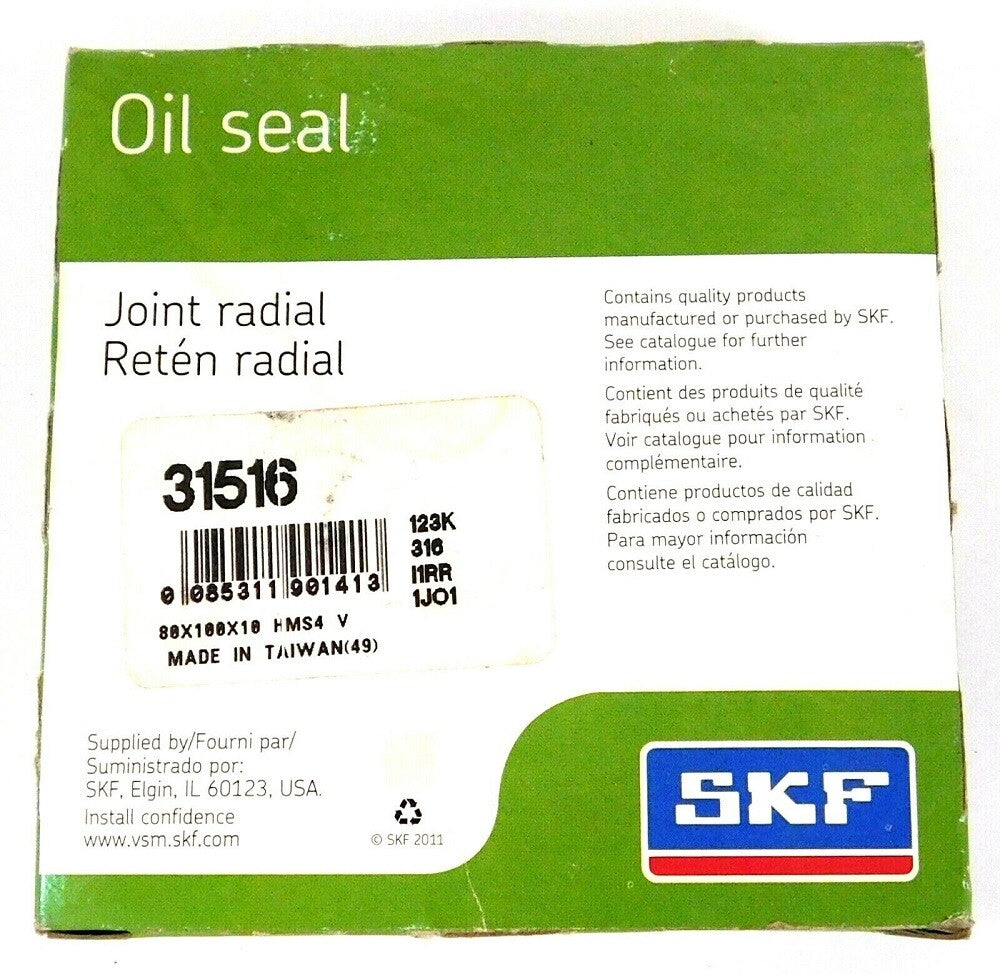 Oil seal
Joint radial
Retén radial
Contains quality products
manufactured or purchased by SKF.
See catalogue for further
information.
Contient des produits de qualité
fabriqués ou achetés par SKF.
Voir catalogue pour information
complémentaire.
Contiene productos de calidad
fabricados o comprados por SKF.
Para mayor información
consulte el catálogo.
31516
0 085311 901413
123K
316
I1RR
1JO1
80X100X10 HMS4 V
MADE IN TAIWAN(49)
Supplied by/Fourni par/
Suministrado por:
SKF, Elgin, IL 60123, USA.
Install confidence
www.vsm.skf.com
© SKF 2011
SKF